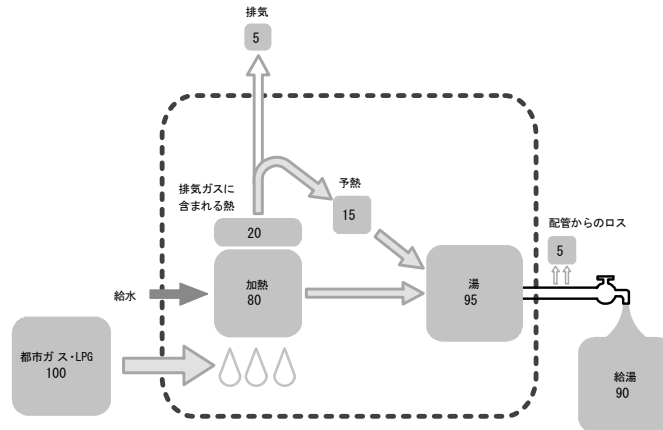 排気
5
排気ガスに
含まれる熱
予熱
15
20
配管からのロス
5
加熱
80
湯
95
給水
都市ガ ス・LPG
100
給湯
90